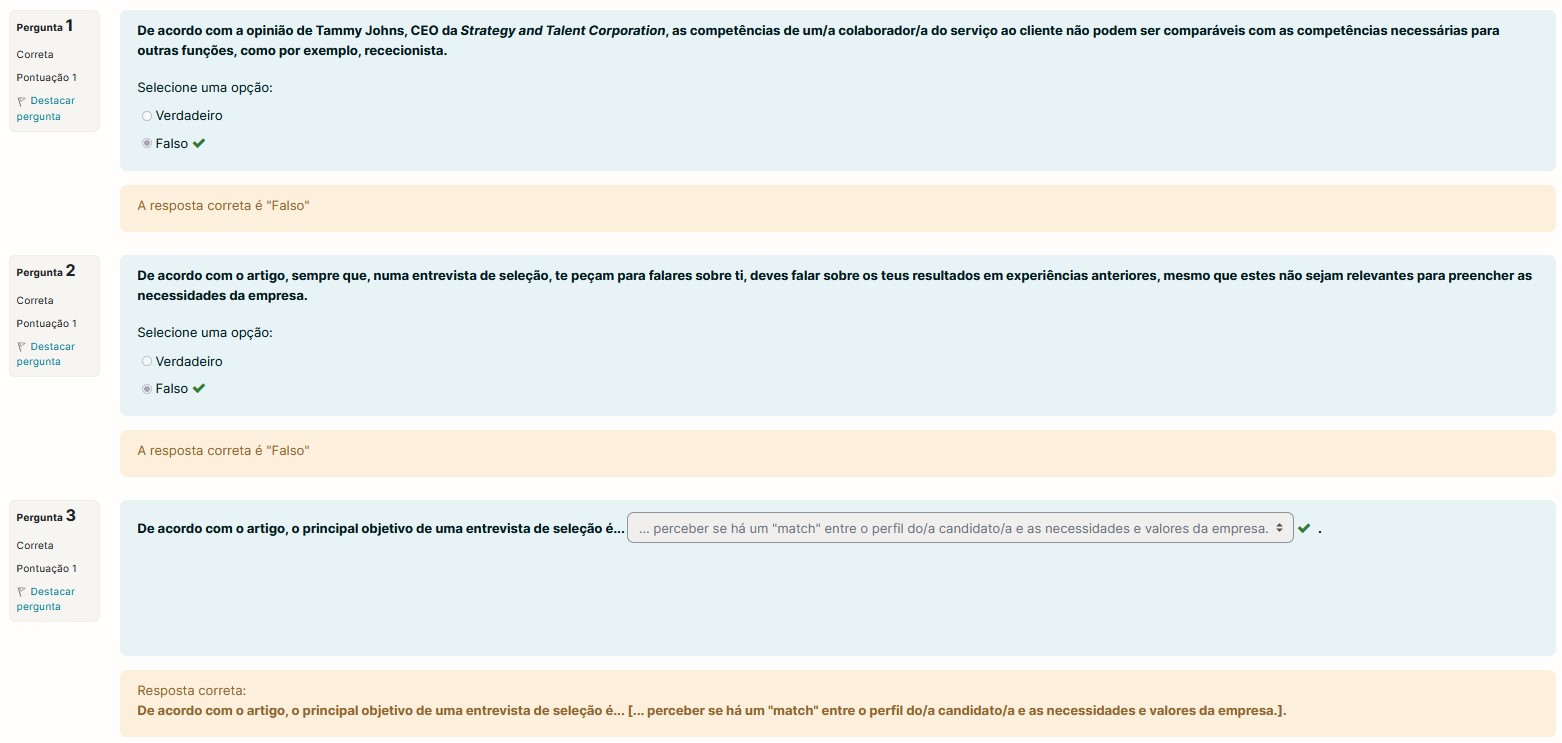 Pergunta 1
Correta
Pontuação 1
Destacar
pergunta
De acordo com a opinião de Tammy Johns, CEO da Strategy and Talent Corporation, as competências de um/a colaborador/a do serviço ao cliente não podem ser comparáveis com as competências necessárias para
outras funções, como por exemplo, rececionista.
Selecione uma opção:
Verdadeiro
Falso
A resposta correta é "Falso"
Pergunta 2
Correta
Pontuação 1
Destacar
pergunta
De acordo com o artigo, sempre que, numa entrevista de seleção, te peçam para falares sobre ti, deves falar sobre os teus resultados em experiências anteriores, mesmo que estes não sejam relevantes para preencher as
necessidades da empresa.
Selecione uma opção:
Verdadeiro
Falso
A resposta correta é "Falso"
Pergunta 3
Correta
Pontuação 1
Destacar
pergunta
De acordo com o artigo, o principal objetivo de uma entrevista de seleção é... ... perceber se há um "match" entre o perfil do/a candidato/a e as necessidades e valores da empresa. .
Resposta correta:
De acordo com o artigo, o principal objetivo de uma entrevista de seleção é... [... perceber se há um "match" entre o perfil do/a candidato/a e as necessidades e valores da empresa.].